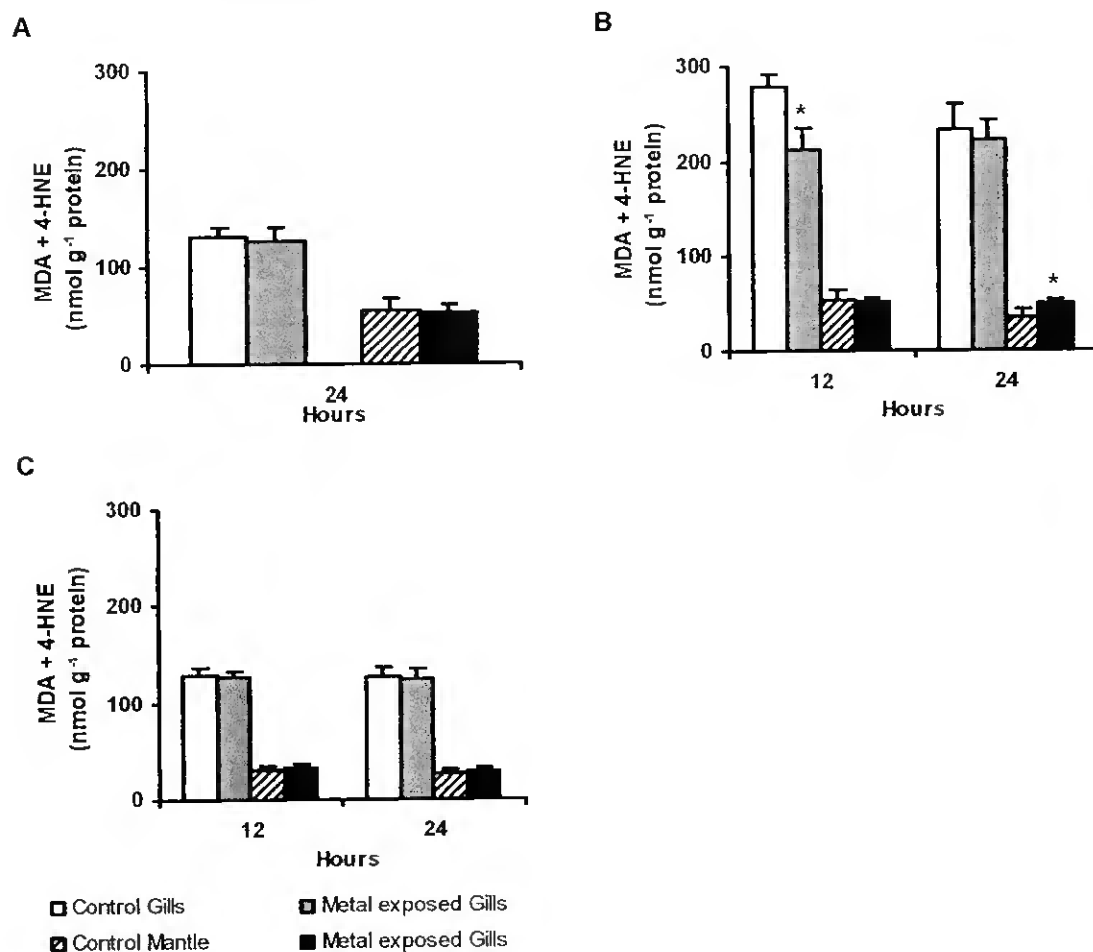 A
300
200
100
0
MDA + 4-HNE
(nmol g⁻¹ protein)
24
Hours
B
300
200
100
0
MDA + 4-HNE
(nmol g⁻¹ protein)
*
*
12 24
Hours
C
300
200
100
0
MDA + 4-HNE
(nmol g⁻¹ protein)
12 24
Hours
Control Gills Metal exposed Gills
Control Mantle Metal exposed Gills